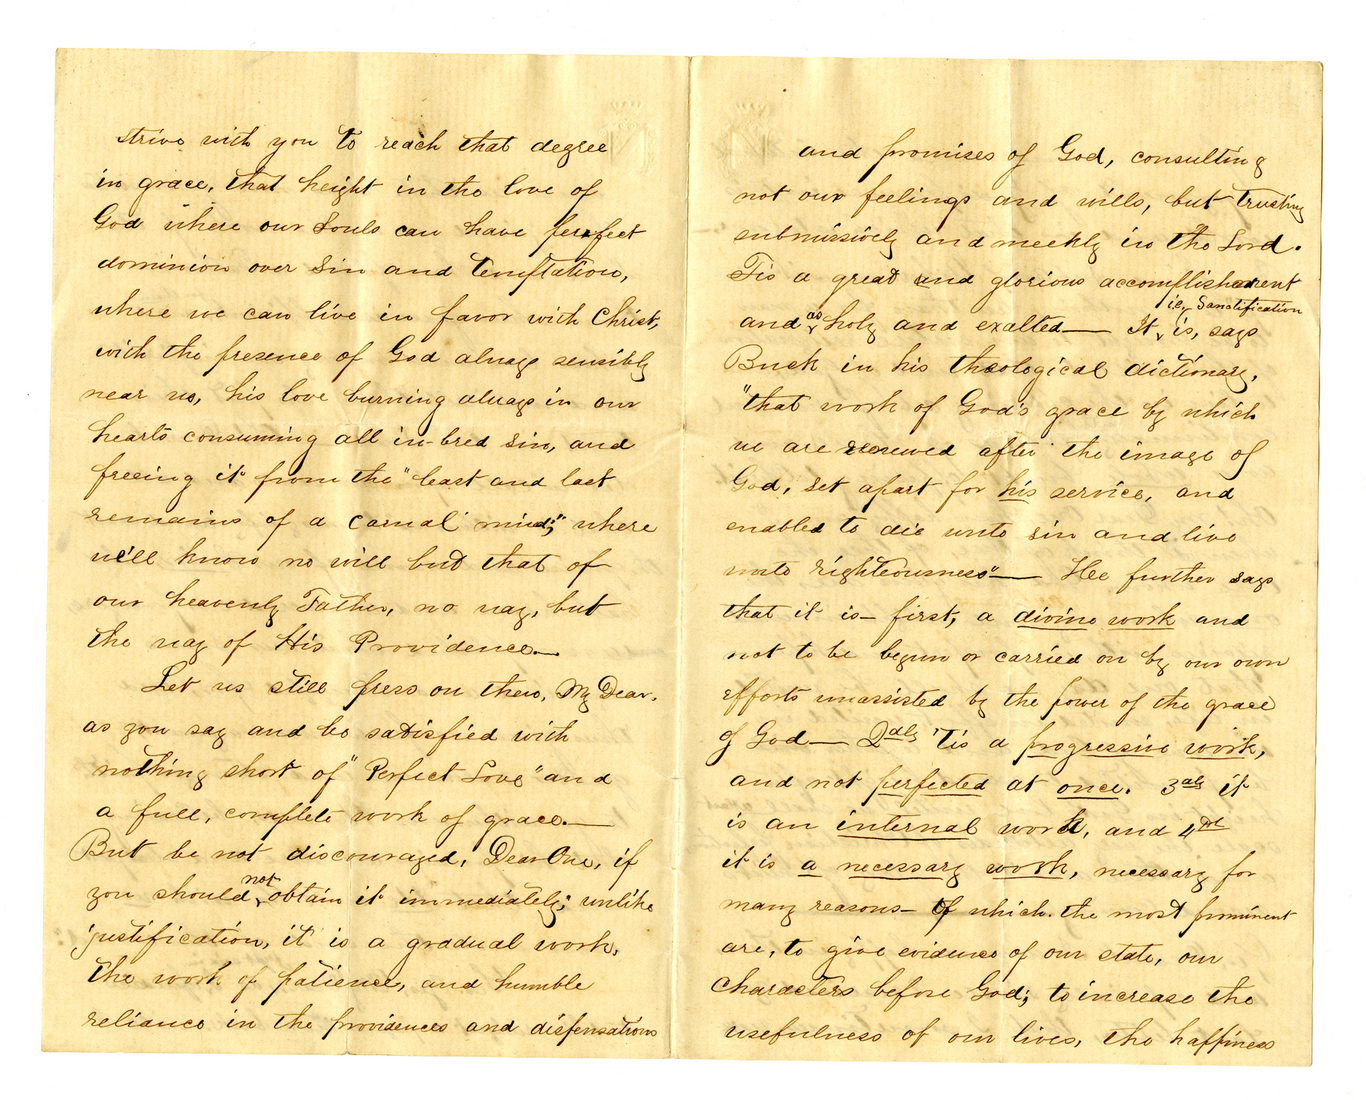 strive with you to reach that degree
in grace, that height in the love of
God where our Souls can have perfect
dominion over Sin and Temptation,
where we can live in favor with Christ,
with the presence of God always sensibly
near us, his love burning always in our
hearts consuming all in-bred sin, and
freeing it from the "least and last
remains of a carnal mind;" where
we'll know no will but that of
our heavenly Father, no way, but
the way of His Providence.—
Let us still press on then, My Dear.
as you say and be satisfied with
nothing short of "Perfect Love" and
a full, complete work of grace.—
But be not discouraged, Dear One, if
you should not obtain it immediately; unlike
justification, it is a gradual work,
the work of patience, and humble
reliance in the providences and dispensations
and promises of God, consulting
not our feelings and wills, but trusting
submissively and meekly in the Lord.
Tis a great and glorious accomplishment
and as holy and exalted— It i.e, Sanctification is, says
Buck in his theological dictionary,
"that work of God's grace by which
we are renewed after the image of
God, set apart for his service, and
enabled to die unto sin and live
unto righteousness"— Hee further says
that it is— first, a divine work and
not to be begun or carried on by our own
efforts unassisted by the power of the grace
of God— 2dly 'Tis a progressive work,
and not perfected at once. 3dly it
is an internal work, and 4th
it is a necessary work, necessary for
many reasons— Of which the most prominent
are, to give evidence of our state, our
characters before God; to increase the
usefulness of our lives, the happiness